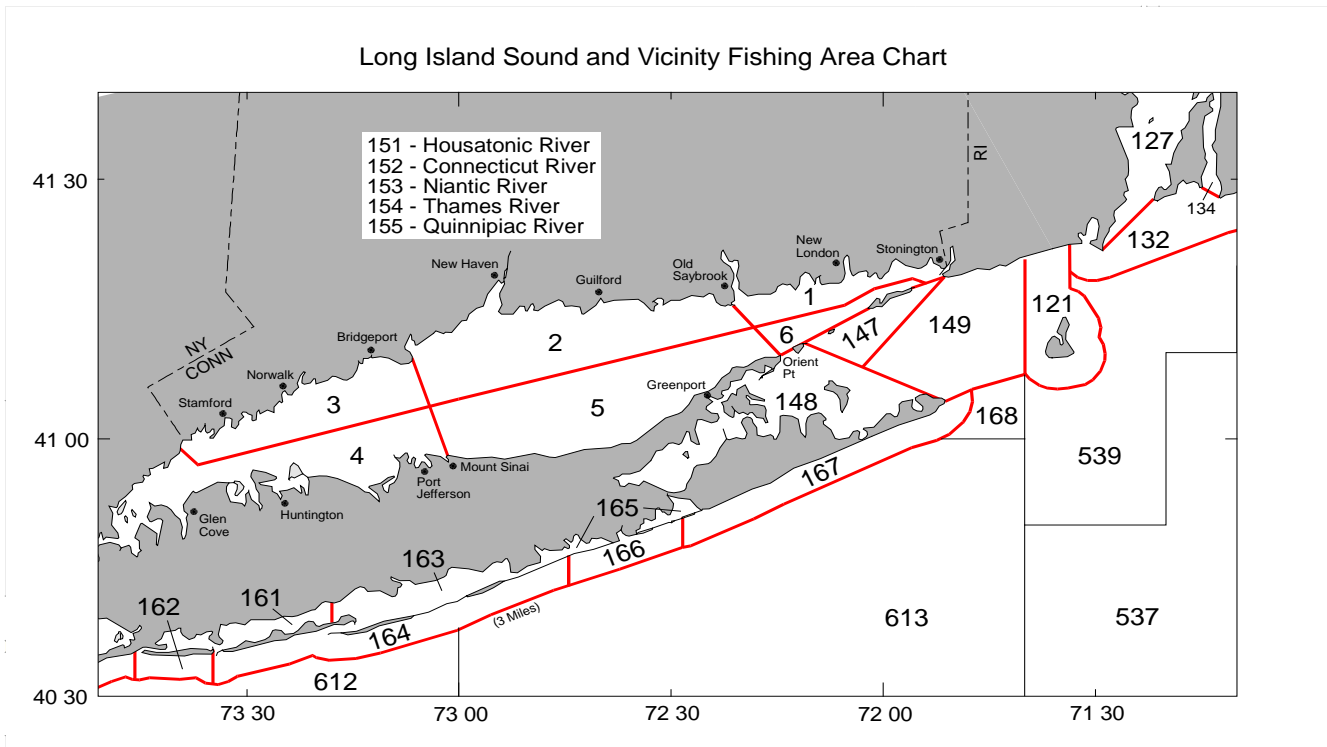 Long Island Sound and Vicinity Fishing Area Chart
151 - Housatonic River
152 - Connecticut River
153 - Niantic River
154 - Thames River
155 - Quinnipiac River
127
RI
41 30
134
132
New
London
Stonington
Old
Saybrook
New Haven
Guilford
1
121
Bridgeport
2
6
147
149
NY
CONN
Orient
Pt
Norwalk
Greenport
Stamford
3
5
148
168
41 00
4
539
Mount Sinai
Port
Jefferson
167
Glen
Cove
Huntington
165
166
163
162
161
(3 Miles)
613
537
164
612
40 30
73 30
73 00
72 30
72 00
71 30